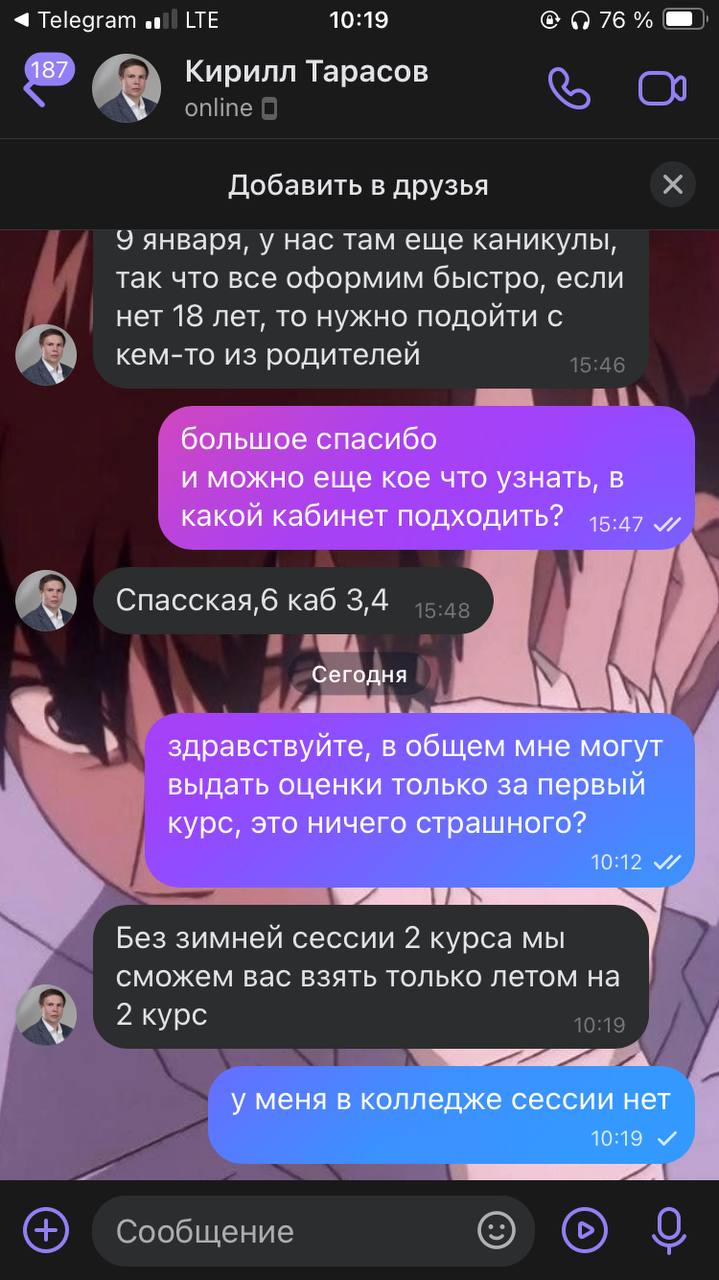 Telegram LTE 10:19 76 %
187
Кирилл Тарасов
online
Добавить в друзья
9 января, у нас там еще каникулы,
так что все оформим быстро, если
нет 18 лет, то нужно подойти с
кем-то из родителей
15:46
большое спасибо
и можно еще кое что узнать, в
какой кабинет подходить?
15:47
Спасская,6 каб 3,4
15:48
Сегодня
здравствуйте, в общем мне могут
выдать оценки только за первый
курс, это ничего страшного?
10:12
Без зимней сессии 2 курса мы
сможем вас взять только летом на
2 курс
10:19
у меня в колледже сессии нет
10:19
Сообщение